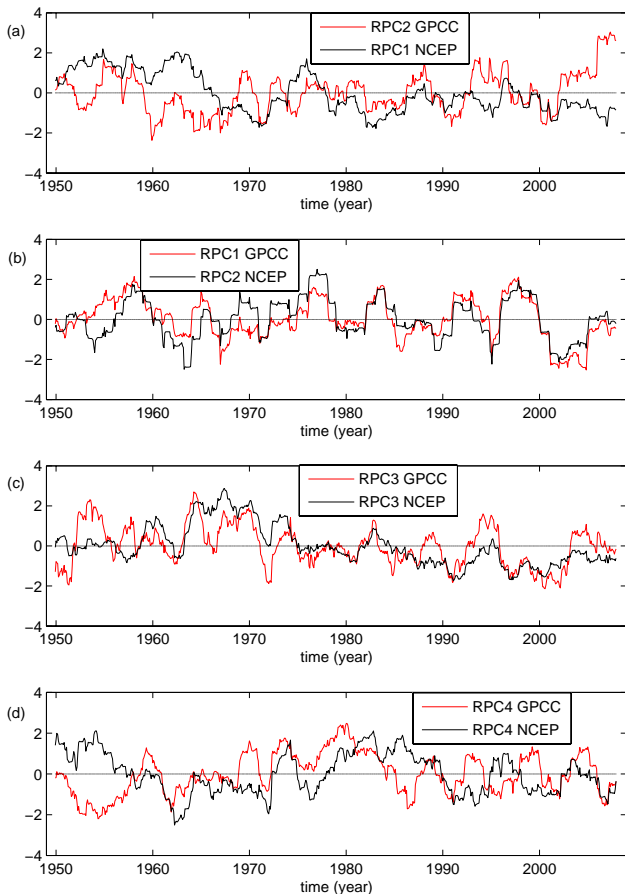 (a)
RPC2 GPCC
RPC1 NCEP
4
2
0
−2
−4
1950 1960 1970 1980 1990 2000
time (year)
(b)
RPC1 GPCC
RPC2 NCEP
4
2
0
−2
−4
1950 1960 1970 1980 1990 2000
time (year)
(c)
RPC3 GPCC
RPC3 NCEP
4
2
0
−2
−4
1950 1960 1970 1980 1990 2000
time (year)
(d)
RPC4 GPCC
RPC4 NCEP
4
2
0
−2
−4
1950 1960 1970 1980 1990 2000
time (year)